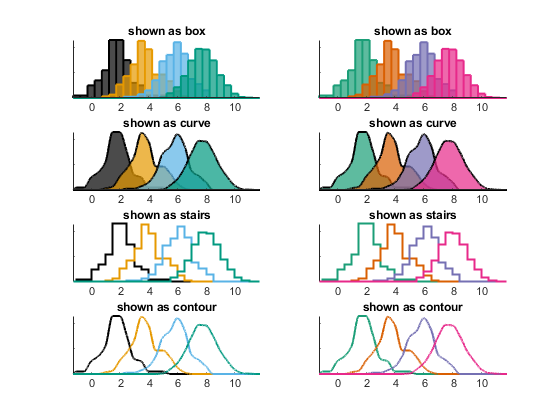 shown as box shown as box
0 2 4 6 8 10 0 2 4 6 8 10
shown as curve shown as curve
0 2 4 6 8 10 0 2 4 6 8 10
shown as stairs shown as stairs
0 2 4 6 8 10 0 2 4 6 8 10
shown as contour shown as contour
0 2 4 6 8 10 0 2 4 6 8 10